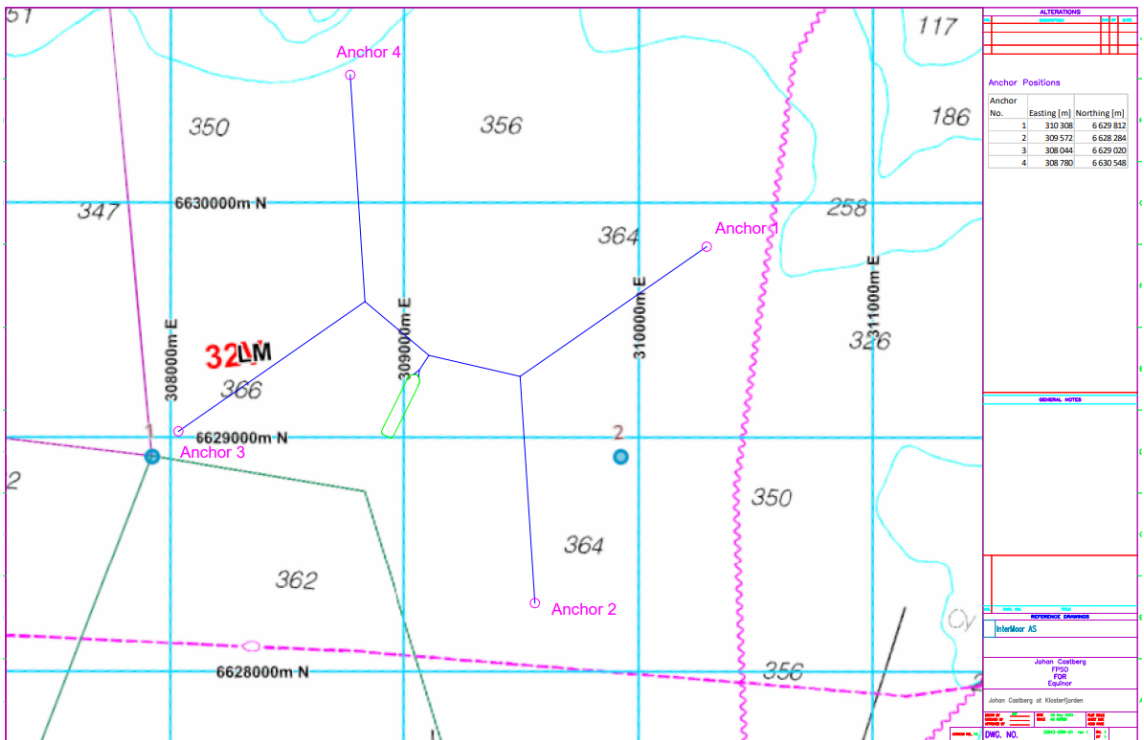 51
Anchor 4
117
350
356
186
347
6630000m N
258
364
Anchor 1
309000m E
310000m E
311000m E
308000m E
326
32
LM
366
1
6629000m N
2
Anchor 3
2
350
364
362
Anchor 2
6628000m N
356
Cy
2
ALTERATIONS
Anchor Positions
Anchor
No. Easting [m] Northing [m]
1 310 308 6 629 812
2 309 572 6 628 284
3 308 044 6 629 020
4 308 780 6 630 548
GENERAL NOTES
REFERENCE DRAWINGS
InterMoor AS
Johan Castberg
FPSO
FOR
Equinor
Johan Castberg at Klosterfjorden
DWG. NO.